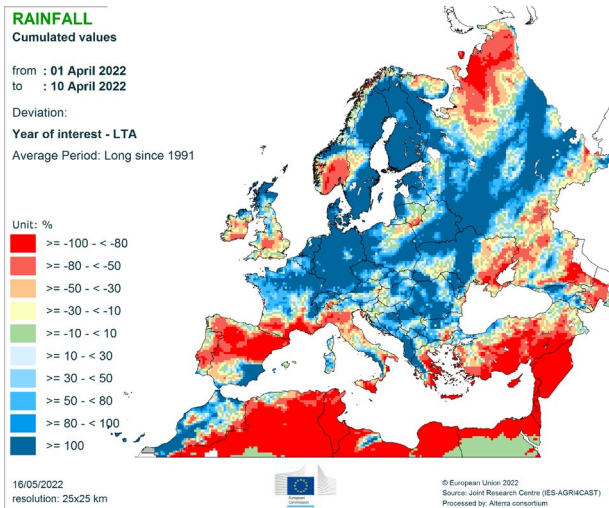 RAINFALL
Cumulated values
from : 01 April 2022
to : 10 April 2022
Deviation:
Year of interest - LTA
Average Period: Long since 1991
Unit: %
>= -100 - < -80
>= -80 - < -50
>= -50 - < -30
>= -30 - < -10
>= -10 - < 10
>= 10 - < 30
>= 30 - < 50
>= 50 - < 80
>= 80 - < 100
>= 100
16/05/2022
resolution: 25x25 km
European
Commission
© European Union 2022
Source: Joint Research Centre (IES-AGRI4CAST)
Processed by: Alterra consortium